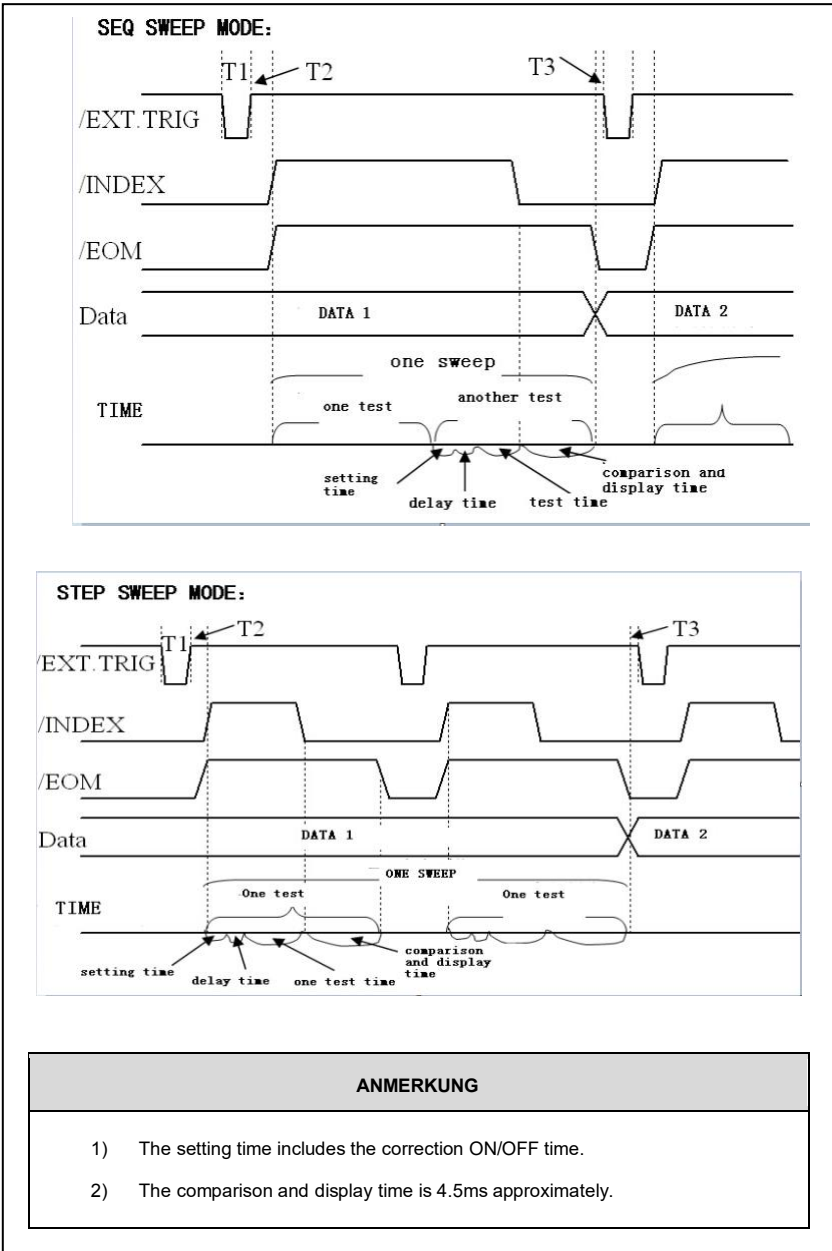 SEQ SWEEP MODE:
T1 T2 T3
/EXT.TRIG
/INDEX
/EOM
Data DATA 1 DATA 2
one sweep
TIME one test another test
setting time
delay time
test time
comparison and display time
STEP SWEEP MODE:
T1 T2 T3
/EXT.TRIG
/INDEX
/EOM
Data DATA 1 DATA 2
ONE SWEEP
TIME One test One test
setting time
delay time
one test time
comparison and display time
ANMERKUNG
1) The setting time includes the correction ON/OFF time.
2) The comparison and display time is 4.5ms approximately.